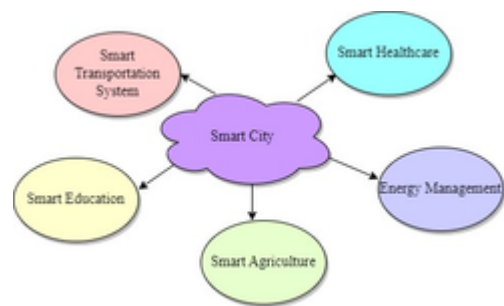 Smart
Transportation
System
Smart Healthcare
Smart City
Smart Education
Energy Management
Smart Agriculture